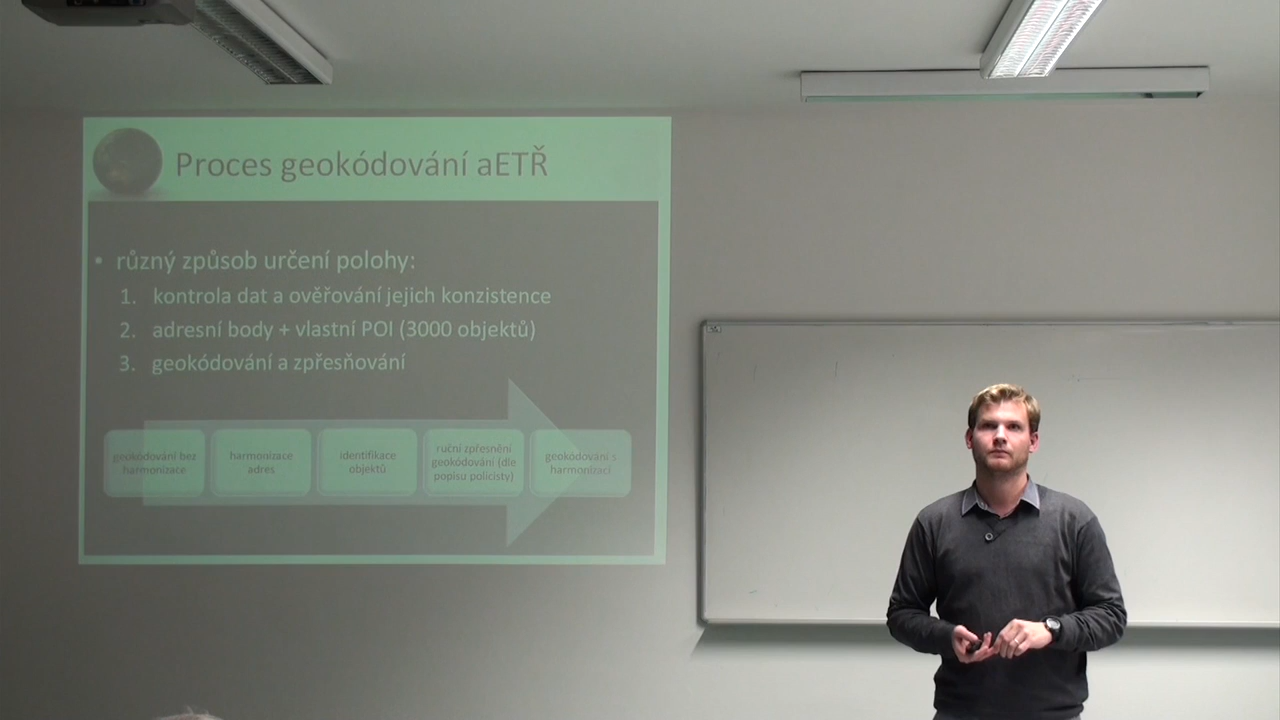 Proces geokódování aETŘ
• různý způsob určení polohy:
1. kontrola dat a ověřování jejich konzistence
2. adresní body + vlastní POI (3000 objektů)
3. geokódování a zpřesňování
geokódování bez
harmonizace
harmonizace
adres
identifikace
objektů
ruční zpřesnění
geokódování (dle
popisu policisty)
geokódování s
harmonizací